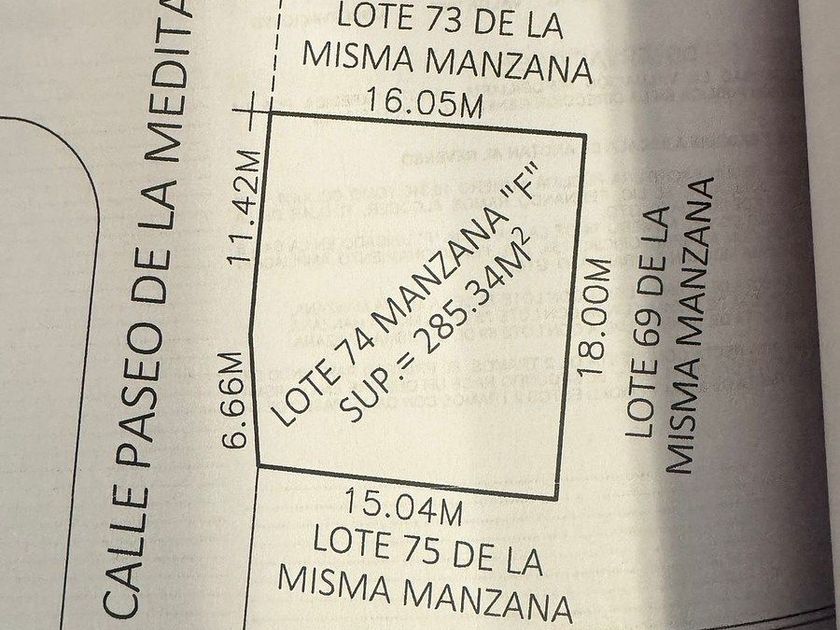 LOTE 73 DE LA
MISMA MANZANA
16.05M
CALLE PASEO DE LA MEDITA
11.42M
6.66M
LOTE 74 MANZANA "F"
SUP.= 285.34M²
18.00M
LOTE 69 DE LA
MISMA MANZANA
15.04M
LOTE 75 DE LA
MISMA MANZANA